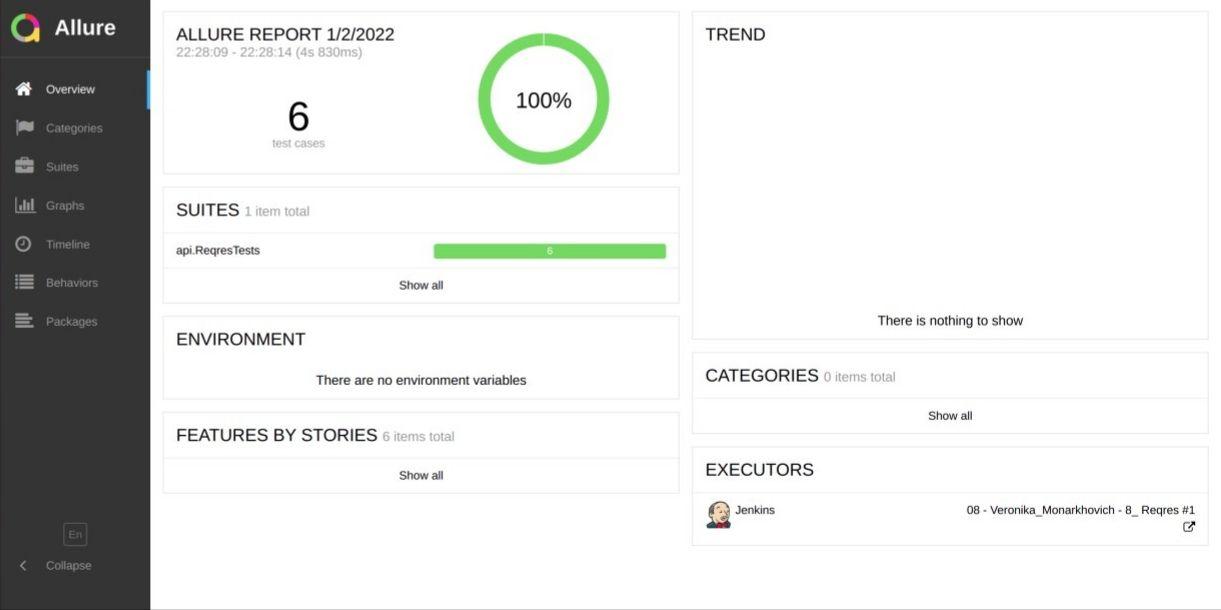 Allure
Overview
Categories
Suites
Graphs
Timeline
Behaviors
Packages
En
Collapse
ALLURE REPORT 1/2/2022
22:28:09 - 22:28:14 (4s 830ms)
6
test cases
100%
SUITES 1 item total
api.ReqresTests 6
Show all
ENVIRONMENT
There are no environment variables
FEATURES BY STORIES 6 items total
Show all
TREND
There is nothing to show
CATEGORIES 0 items total
Show all
EXECUTORS
Jenkins 08 - Veronika_Monarkhovich - 8_ Reqres #1